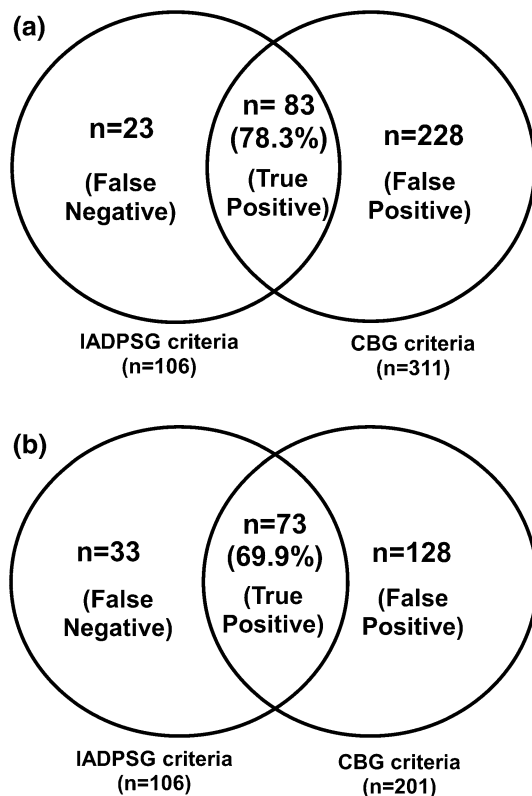 (a)
n=23
(False
Negative)
n= 83
(78.3%)
(True
Positive)
n=228
(False
Positive)
IADPSG criteria
(n=106)
CBG criteria
(n=311)
(b)
n=33
(False
Negative)
n=73
(69.9%)
(True
Positive)
n=128
(False
Positive)
IADPSG criteria
(n=106)
CBG criteria
(n=201)